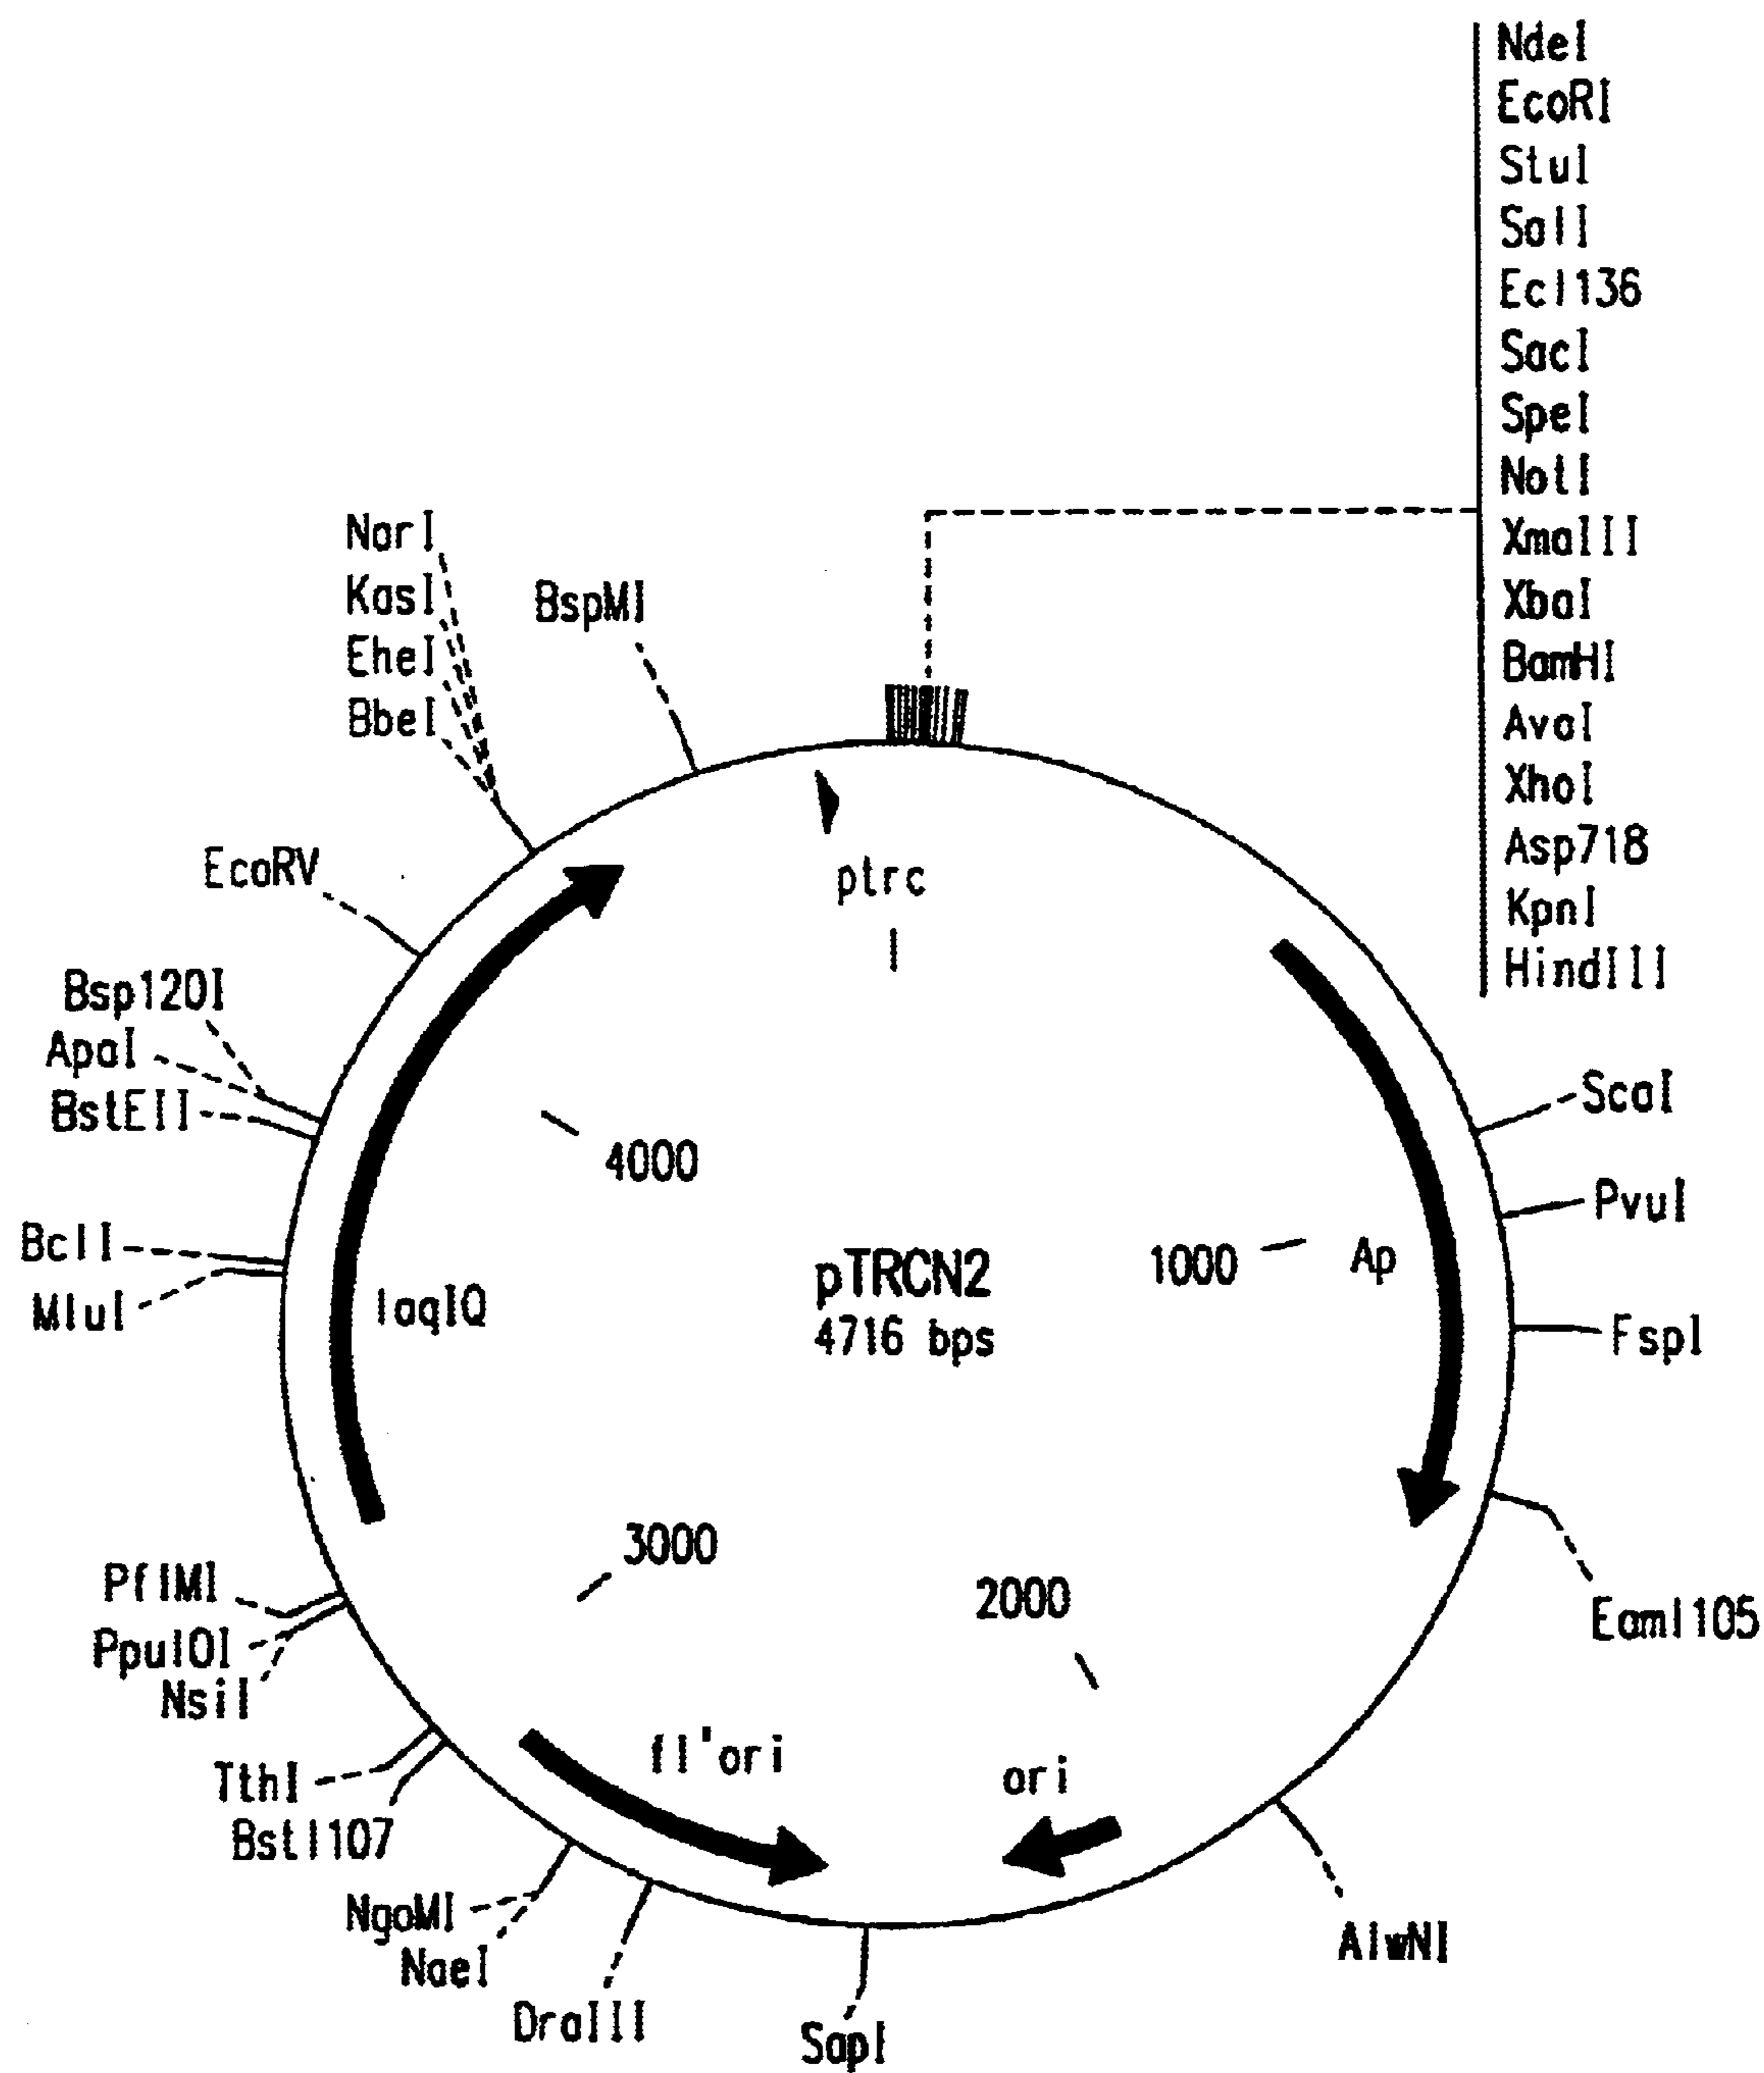 NdeI
EcoRI
StuI
SalI
Ecl136
SacI
SpeI
NotI
XmaIII
XbaI
BamHI
AvaI
XhoI
Asp718
KpnI
HindIII
NarI
KasI
EheI
BbeI
BspMI
EcoRV
ptrc
1
Bsp120I
ApaI
BstEII
4000
ScaI
PvuI
BclI
MluI
laqIQ
pTRCN2
4716 bps
1000
Ap
FspI
3000
2000
PflMI
Ppu10I
NsiI
Eam1105
TthI
Bst1107
f1'ori
ori
NgoMI
NaeI
DraIII
SapI
AlwNI